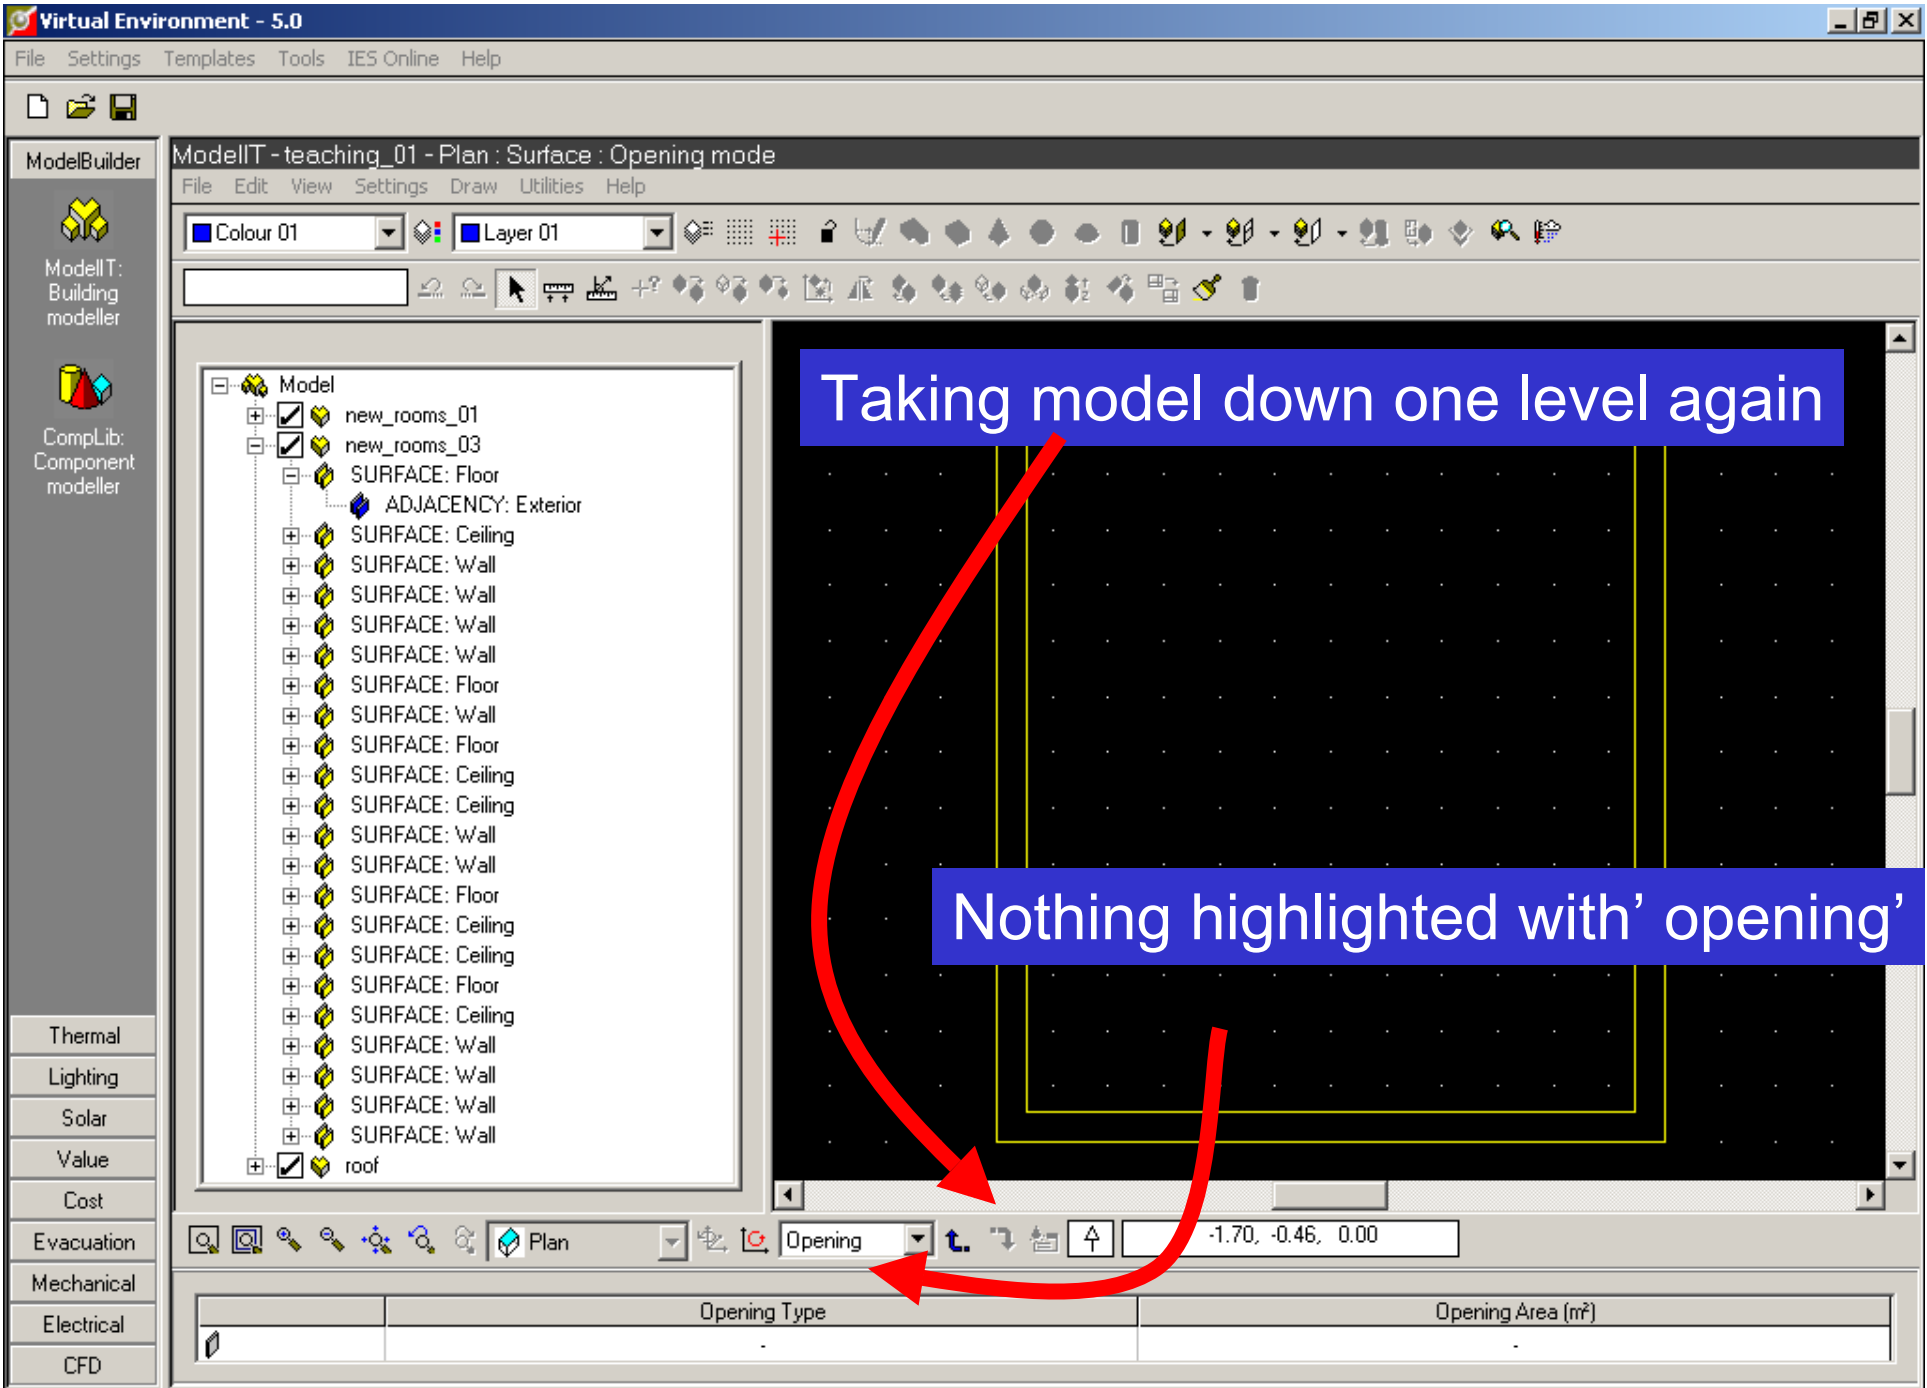 Virtual Environment - 5.0
File Settings Templates Tools IES Online Help
ModelBuilder
ModelIT:
Building
modeller
CompLib:
Component
modeller
Thermal
Lighting
Solar
Value
Cost
Evacuation
Mechanical
Electrical
CFD
ModelIT - teaching_01 - Plan : Surface : Opening mode
File Edit View Settings Draw Utilities Help
Colour 01 Layer 01
Model
new_rooms_01
new_rooms_03
SURFACE: Floor
ADJACENCY: Exterior
SURFACE: Ceiling
SURFACE: Wall
SURFACE: Wall
SURFACE: Wall
SURFACE: Wall
SURFACE: Floor
SURFACE: Wall
SURFACE: Floor
SURFACE: Ceiling
SURFACE: Ceiling
SURFACE: Wall
SURFACE: Wall
SURFACE: Floor
SURFACE: Ceiling
SURFACE: Ceiling
SURFACE: Floor
SURFACE: Ceiling
SURFACE: Wall
SURFACE: Wall
SURFACE: Wall
SURFACE: Wall
roof
Taking model down one level again
Nothing highlighted with’ opening’
Plan Opening -1.70, -0.46, 0.00
Opening Type Opening Area (m²)
- -